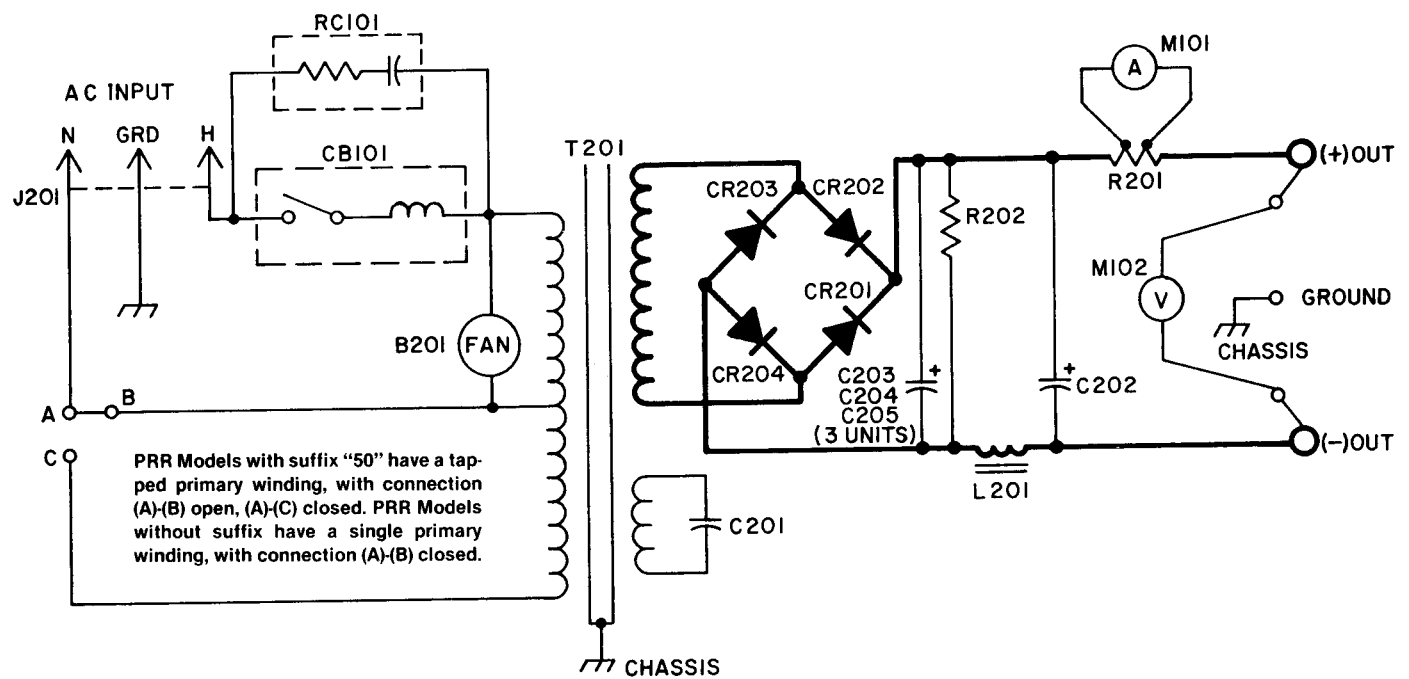 RC101
M101
A
AC INPUT
N
GRD
H
CB101
T201
J201
CR203
CR202
R201
(+)OUT
R202
M102
V
CR201
GROUND
CHASSIS
B201
FAN
CR204
C203
C204
C205
(3 UNITS)
C202
A
B
C
(-)OUT
L201
PRR Models with suffix “50” have a tap-
ped primary winding, with connection
(A)-(B) open, (A)-(C) closed. PRR Models
without suffix have a single primary
winding, with connection (A)-(B) closed.
C201
CHASSIS
+
+